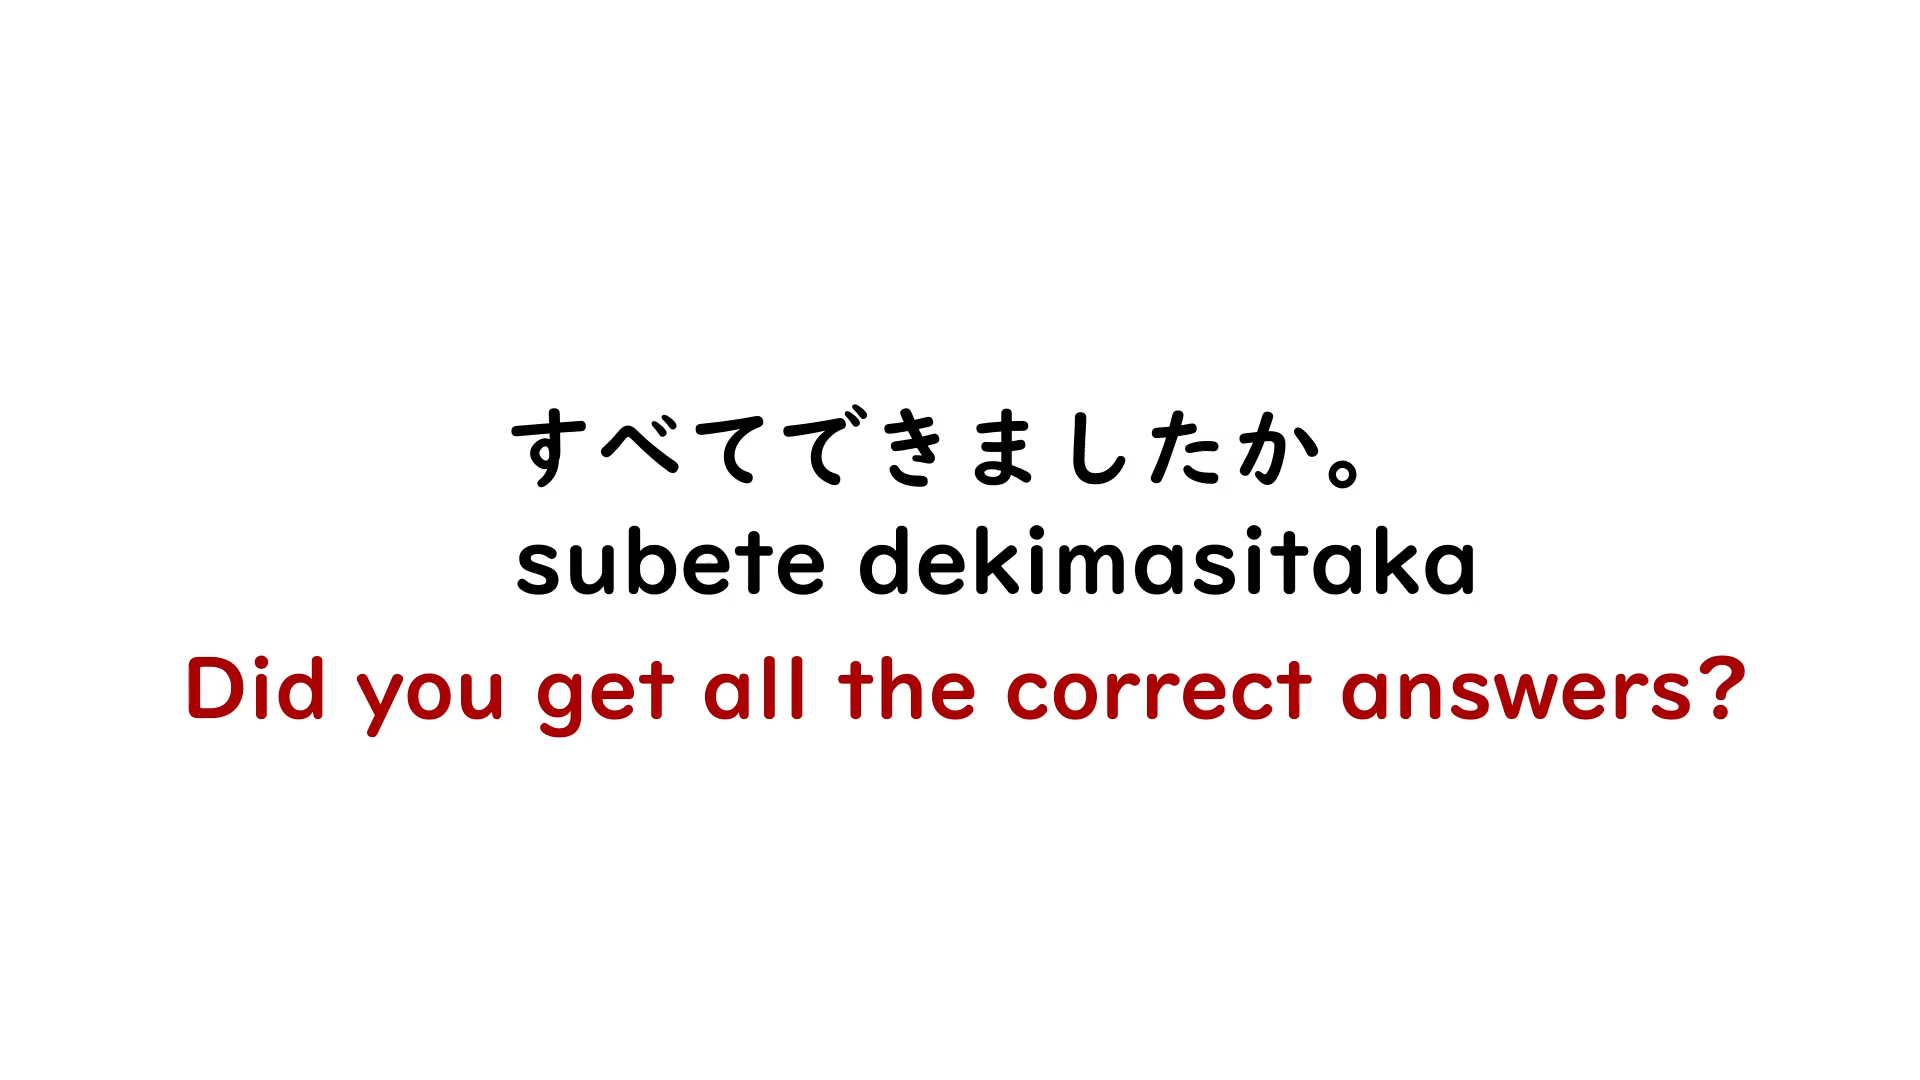 すべてできましたか。
subete dekimasitaka
Did you get all the correct answers?